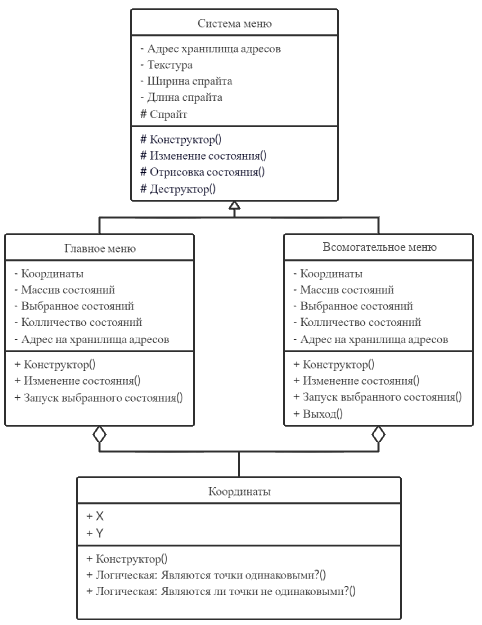 Система меню
- Адрес хранилища адресов
- Текстура
- Ширина спрайта
- Длина спрайта
# Спрайт
# Конструктор()
# Изменение состояния()
# Отрисовка состояния()
# Деструктор()
Главное меню
- Координаты
- Массив состояний
- Выбранное состояний
- Колличество состояний
- Адрес на хранилища адресов
+ Конструктор()
+ Изменение состояния()
+ Запуск выбранного состояния()
Всомогательное меню
- Координаты
- Массив состояний
- Выбранное состояний
- Колличество состояний
- Адрес на хранилища адресов
+ Конструктор()
+ Изменение состояния()
+ Запуск выбранного состояния()
+ Выход()
Координаты
+ X
+ Y
+ Конструктор()
+ Логическая: Являются точки одинаковыми?()
+ Логическая: Являются ли точки не одинаковыми?()